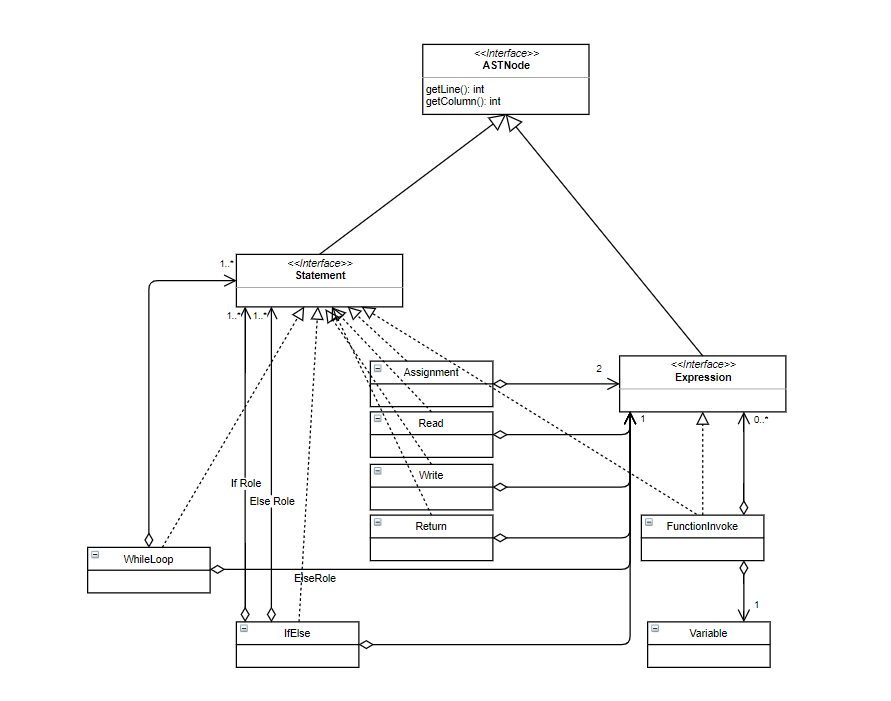 <<Interface>>
ASTNode
getLine(): int
getColumn(): int
1..*
<<Interface>>
Statement
1..*
1..*
<<Interface>>
Expression
2
Assignment
1
0..*
Read
Write
If Role
Else Role
Return
FunctionInvoke
WhileLoop
ElseRole
1
IfElse
Variable